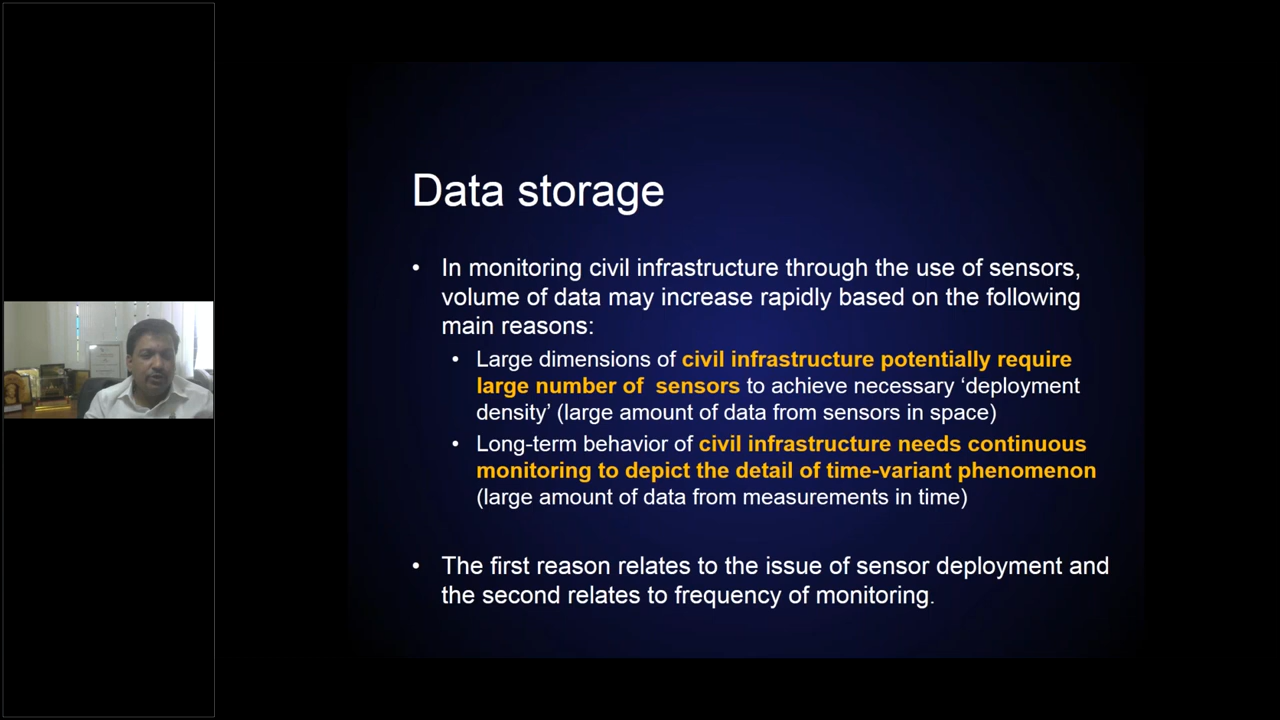 Data storage
• In monitoring civil infrastructure through the use of sensors,
volume of data may increase rapidly based on the following
main reasons:
• Large dimensions of civil infrastructure potentially require
large number of sensors to achieve necessary ‘deployment
density’ (large amount of data from sensors in space)
• Long-term behavior of civil infrastructure needs continuous
monitoring to depict the detail of time-variant phenomenon
(large amount of data from measurements in time)
• The first reason relates to the issue of sensor deployment and
the second relates to frequency of monitoring.